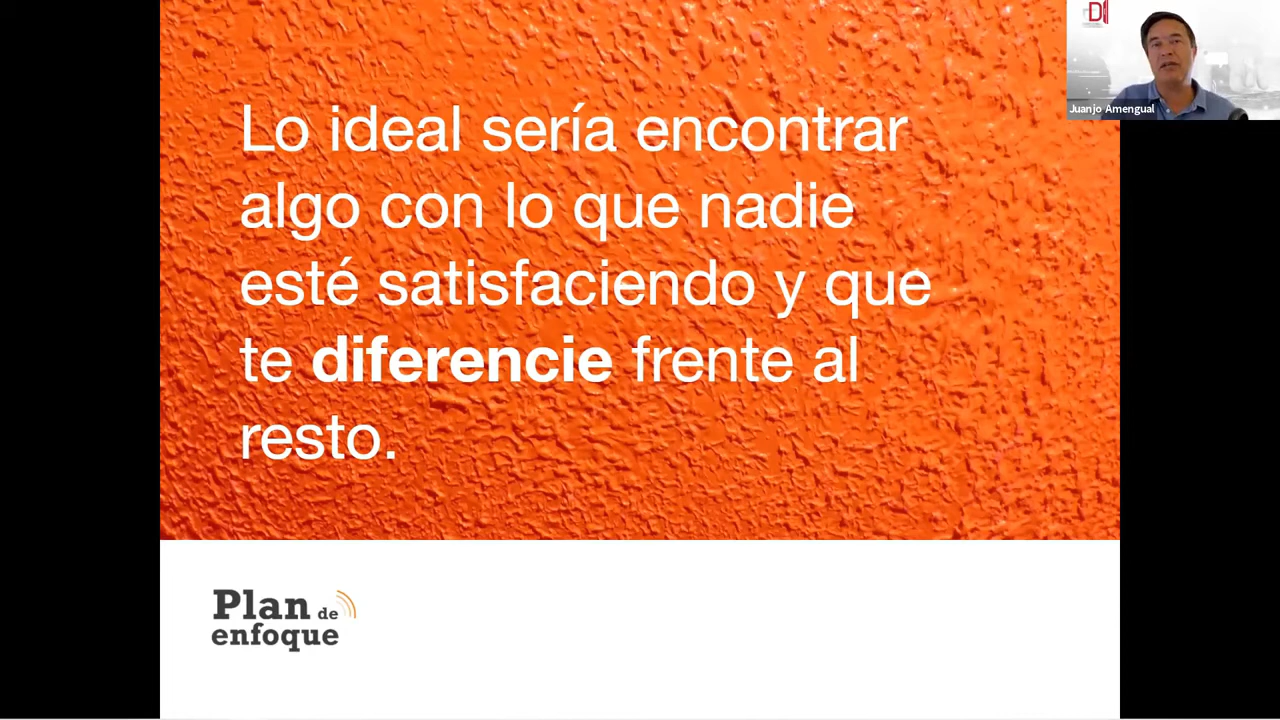 Lo ideal sería encontrar
algo con lo que nadie
esté satisfaciendo y que
te diferencie frente al
resto.
Plan de
enfoque
Juanjo Amengual